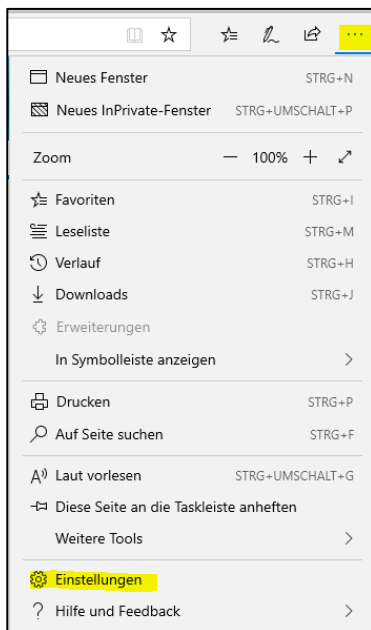 Neues Fenster STRG+N
Neues InPrivate-Fenster STRG+UMSCHALT+P
Zoom — 100% +
Favoriten STRG+I
Leseliste STRG+M
Verlauf STRG+H
Downloads STRG+J
Erweiterungen
In Symbolleiste anzeigen
Drucken STRG+P
Auf Seite suchen STRG+F
Laut vorlesen STRG+UMSCHALT+G
Diese Seite an die Taskleiste anheften
Weitere Tools
Einstellungen
Hilfe und Feedback